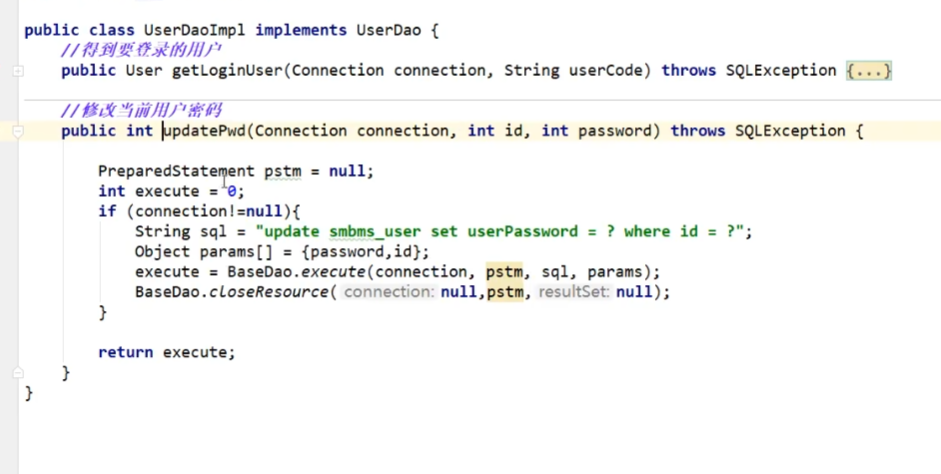 public class UserDaoImpl implements UserDao {
//得到要登录的用户
public User getLoginUser(Connection connection, String userCode) throws SQLException {...}
//修改当前用户密码
public int updatePwd(Connection connection, int id, int password) throws SQLException {
PreparedStatement pstm = null;
int execute = 0;
if (connection!=null){
String sql = "update smbms_user set userPassword = ? where id = ?";
Object params[] = {password,id};
execute = BaseDao.execute(connection, pstm, sql, params);
BaseDao.closeResource( connection: null,pstm, resultSet: null);
}
return execute;
}
}